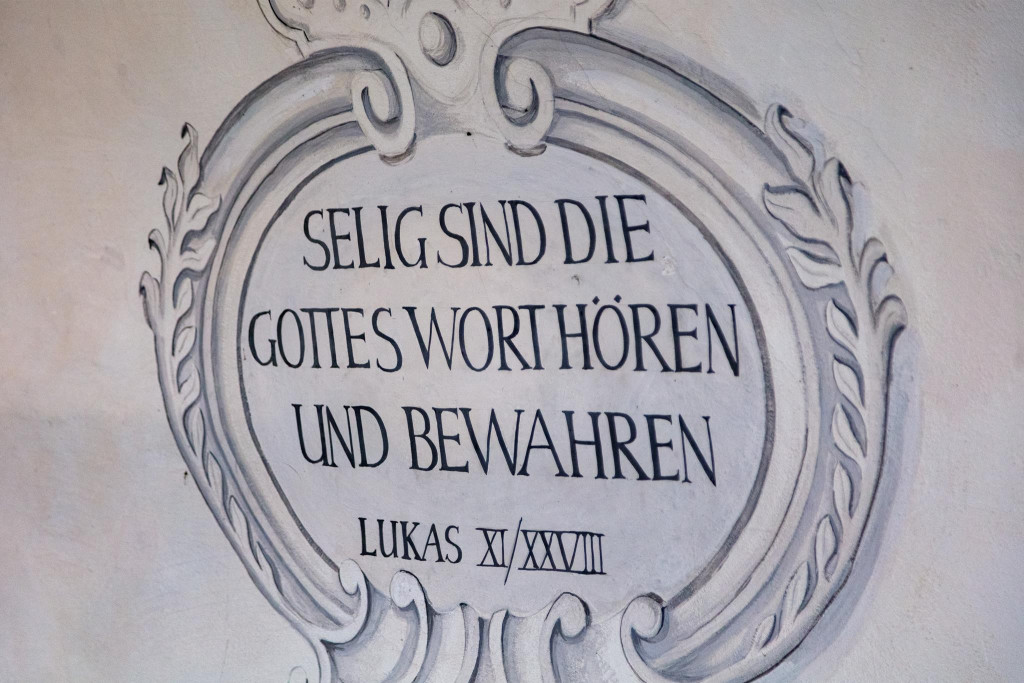 SELIG SIND DIE
GOTTES WORT HÖREN
UND BEWAHREN
LUKAS XI/XXVIII